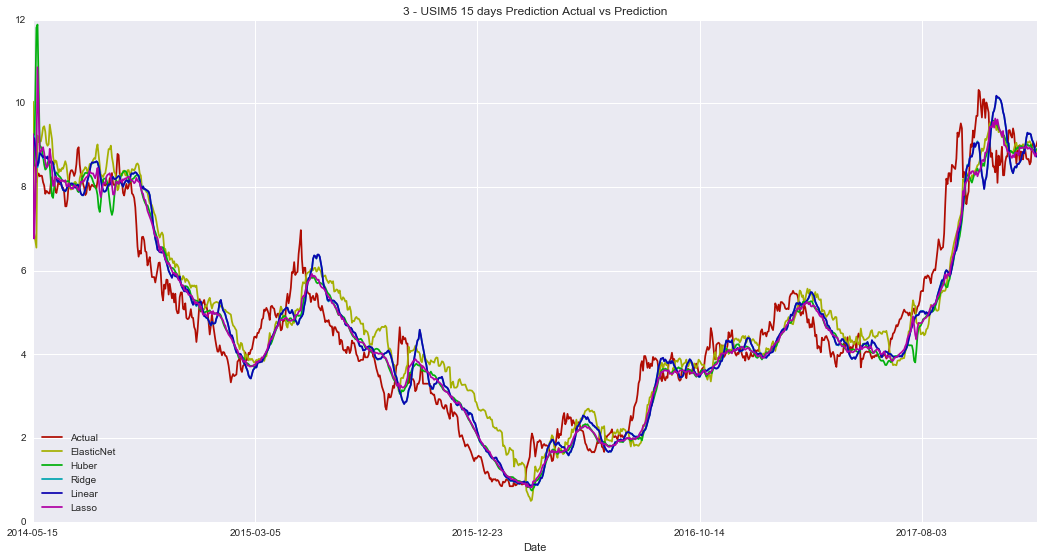 3 - USIM5 15 days Prediction Actual vs Prediction
12
10
8
6
4
2
0
Actual
ElasticNet
Huber
Ridge
Linear
Lasso
2014-05-15
2015-03-05
2015-12-23
2016-10-14
2017-08-03
Date